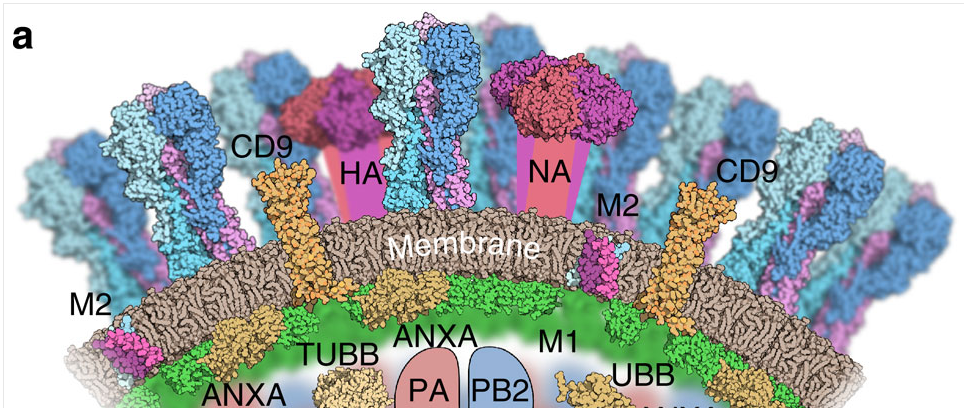 a
CD9
HA
NA
CD9
M2
Membrane
M2
ANXA
M1
TUBB
ANXA
PA
PB2
UBB